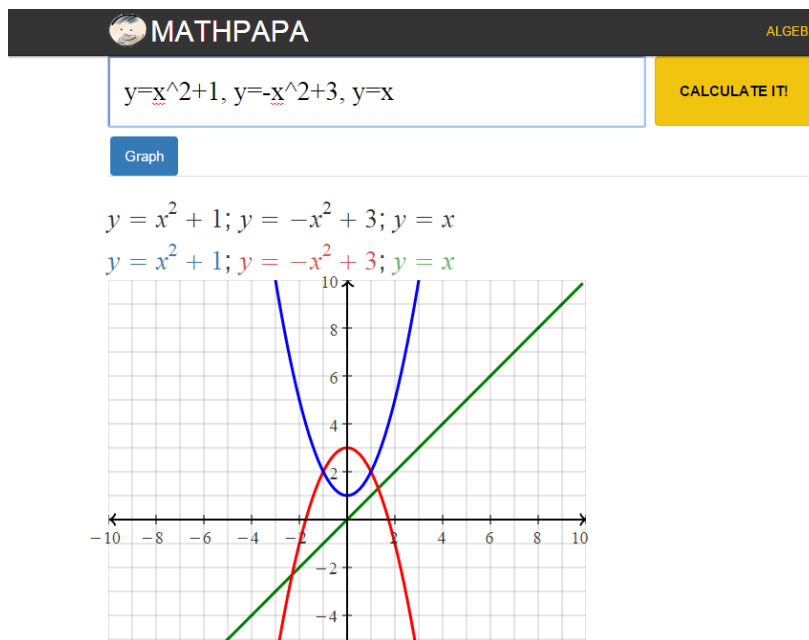 MATHPAPA
ALGEB
y=x^2+1, y=-x^2+3, y=x
CALCULATE IT!
Graph
y = x² + 1; y = −x² + 3; y = x
y = x² + 1; y = −x² + 3; y = x
10
8
6
4
2
−10 −8 −6 −4 −2 2 4 6 8 10
−2
−4